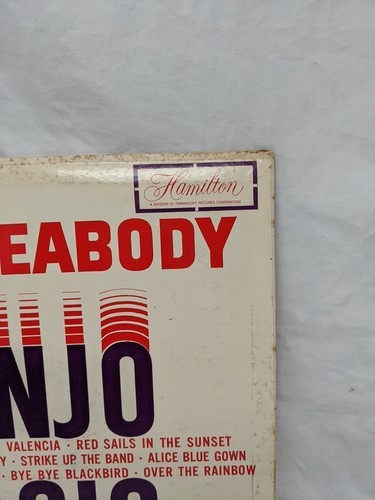 Hamilton
A DIVISION OF PARAMOUNT PICTURES CORPORATION
EABODY
NJO
VALENCIA · RED SAILS IN THE SUNSET
Y · STRIKE UP THE BAND · ALICE BLUE GOWN
· BYE BYE BLACKBIRD · OVER THE RAINBOW